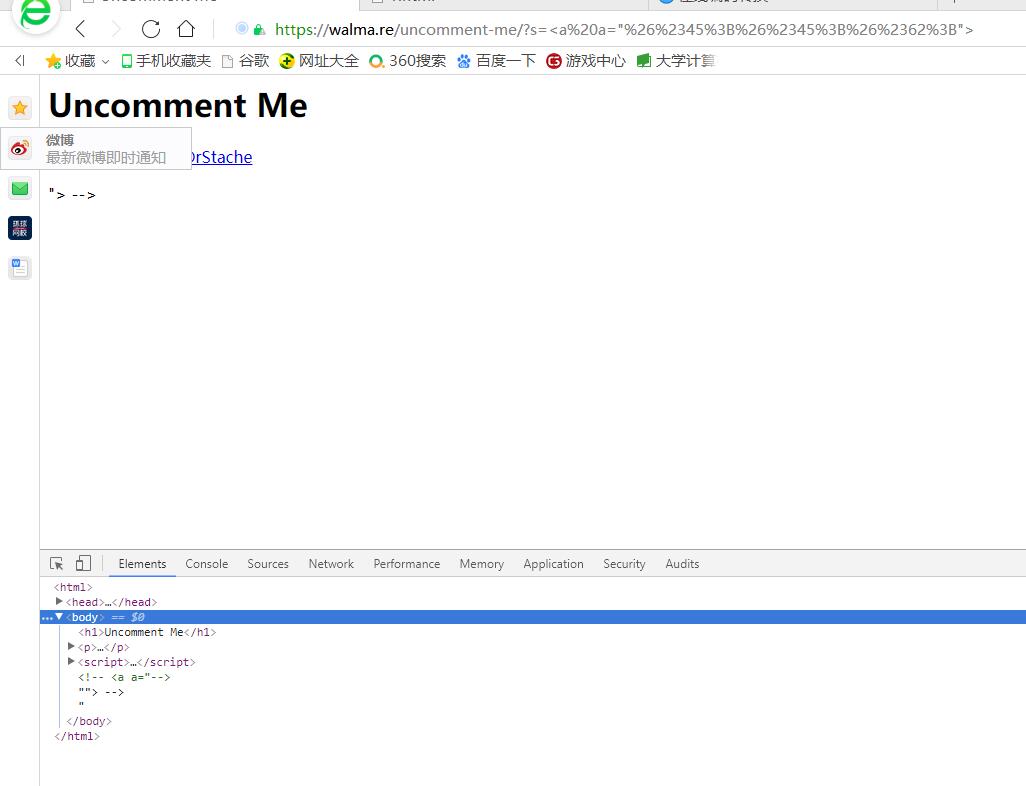 https://walma.re/uncomment-me/?s=<a%20a="%26%2345%3B%26%2345%3B%26%2362%3B">
收藏 手机收藏夹 谷歌 网址大全 360搜索 百度一下 游戏中心 大学计算
Uncomment Me
微博
最新微博即时通知
rStache
"> -->
环球
网校
W
Elements Console Sources Network Performance Memory Application Security Audits
<html>
<head>…</head>
<body> == $0
<h1>Uncomment Me</h1>
<p>…</p>
<script>…</script>
<!-- <a a="-->
""> -->
"
</body>
</html>